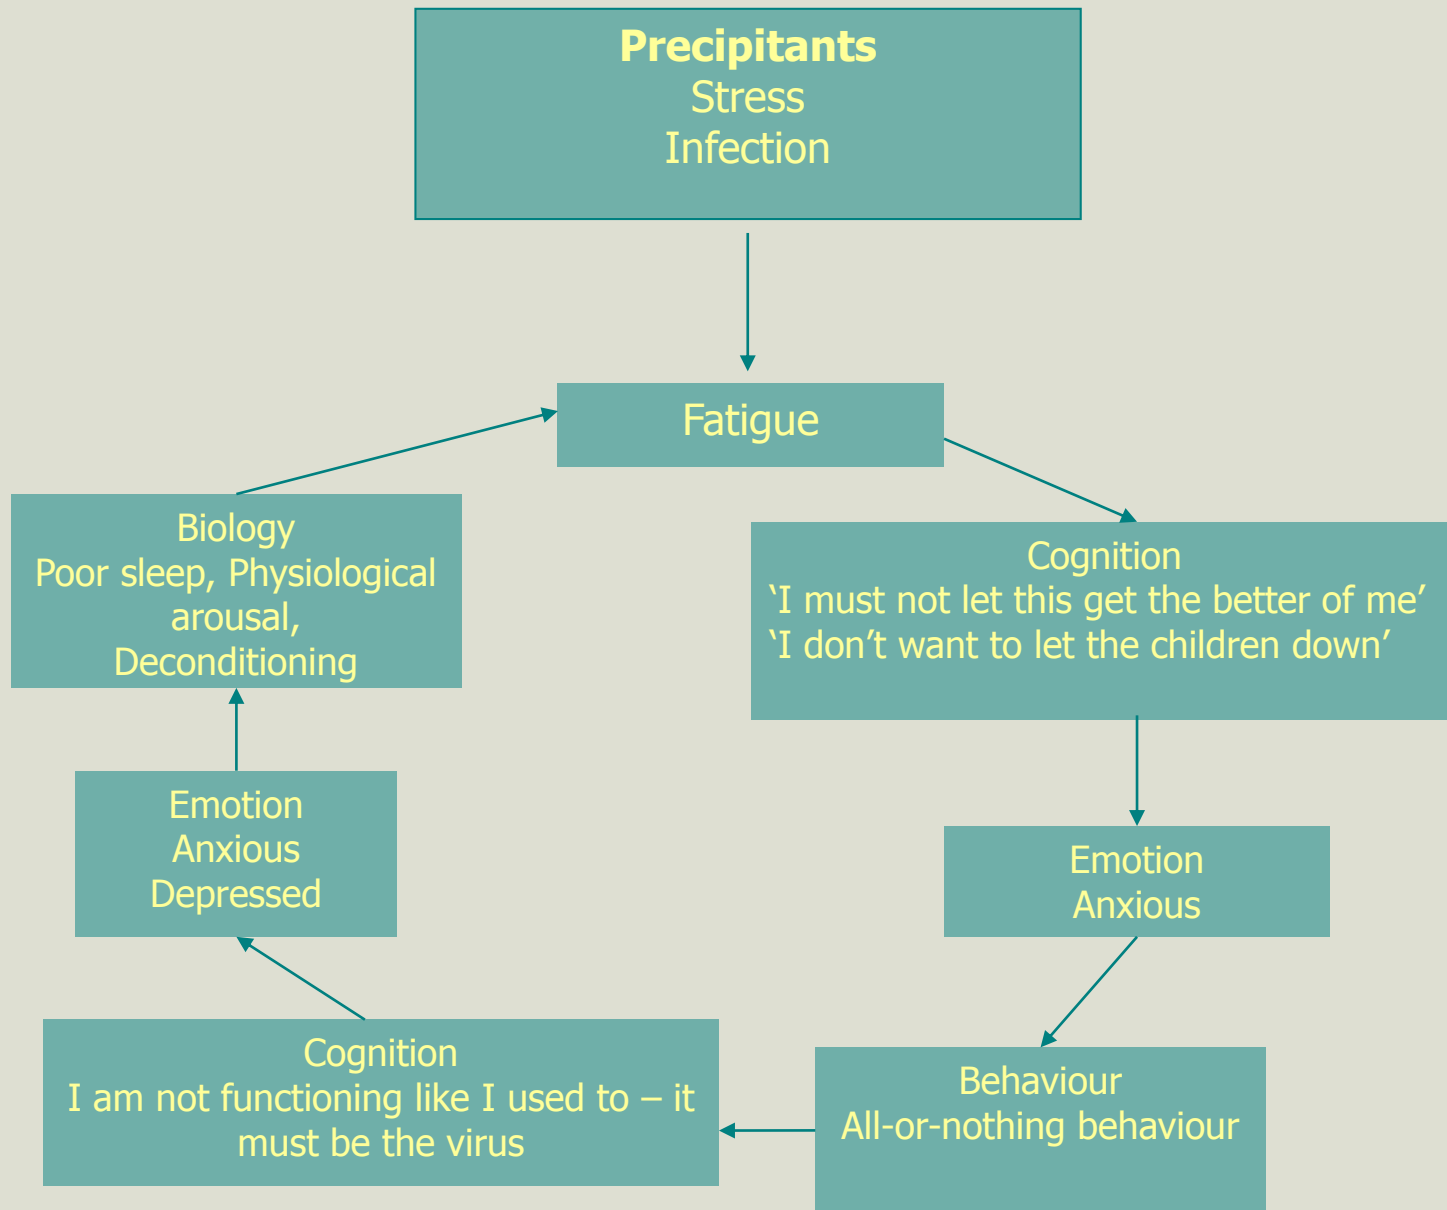 Precipitants
Stress
Infection
Fatigue
Biology
Poor sleep, Physiological
arousal,
Deconditioning
Cognition
‘I must not let this get the better of me’
‘I don’t want to let the children down’
Emotion
Anxious
Depressed
Emotion
Anxious
Cognition
I am not functioning like I used to – it
must be the virus
Behaviour
All-or-nothing behaviour